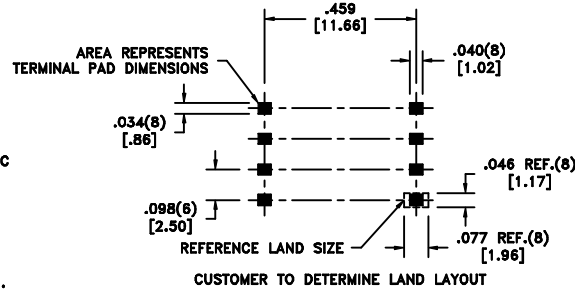 .459
[11.66]
AREA REPRESENTS
TERMINAL PAD DIMENSIONS
.040(8)
[1.02]
.034(8)
[.86]
C
.046 REF.(8)
[1.17]
.098(6)
[2.50]
REFERENCE LAND SIZE
.077 REF.(8)
[1.96]
CUSTOMER TO DETERMINE LAND LAYOUT
.